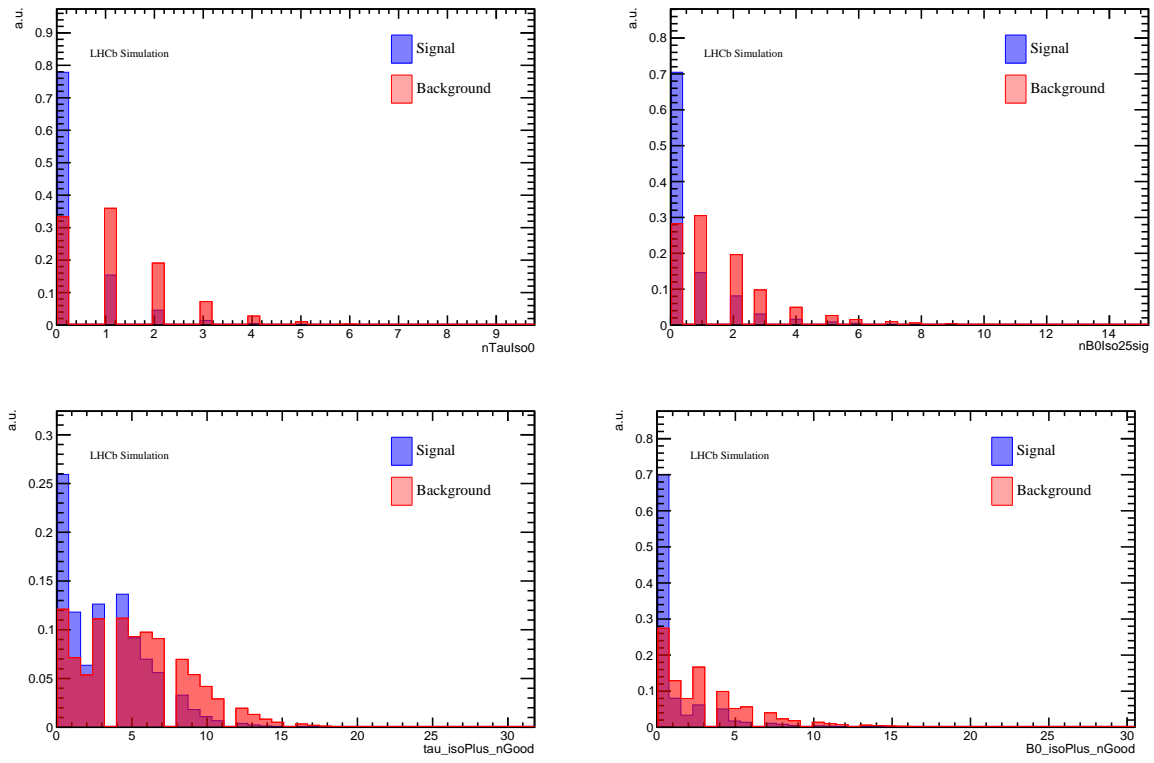 a.u.
0.9
0.8
0.7
0.6
0.5
0.4
0.3
0.2
0.1
0
LHCb Simulation
Signal
Background
0 1 2 3 4 5 6 7 8 9
nTauIso0
a.u.
0.8
0.7
0.6
0.5
0.4
0.3
0.2
0.1
0
LHCb Simulation
Signal
Background
0 2 4 6 8 10 12 14
nB0Iso25sig
a.u.
0.3
0.25
0.2
0.15
0.1
0.05
0
LHCb Simulation
Signal
Background
0 5 10 15 20 25 30
tau_isoPlus_nGood
a.u.
0.8
0.7
0.6
0.5
0.4
0.3
0.2
0.1
0
LHCb Simulation
Signal
Background
0 5 10 15 20 25 30
B0_isoPlus_nGood